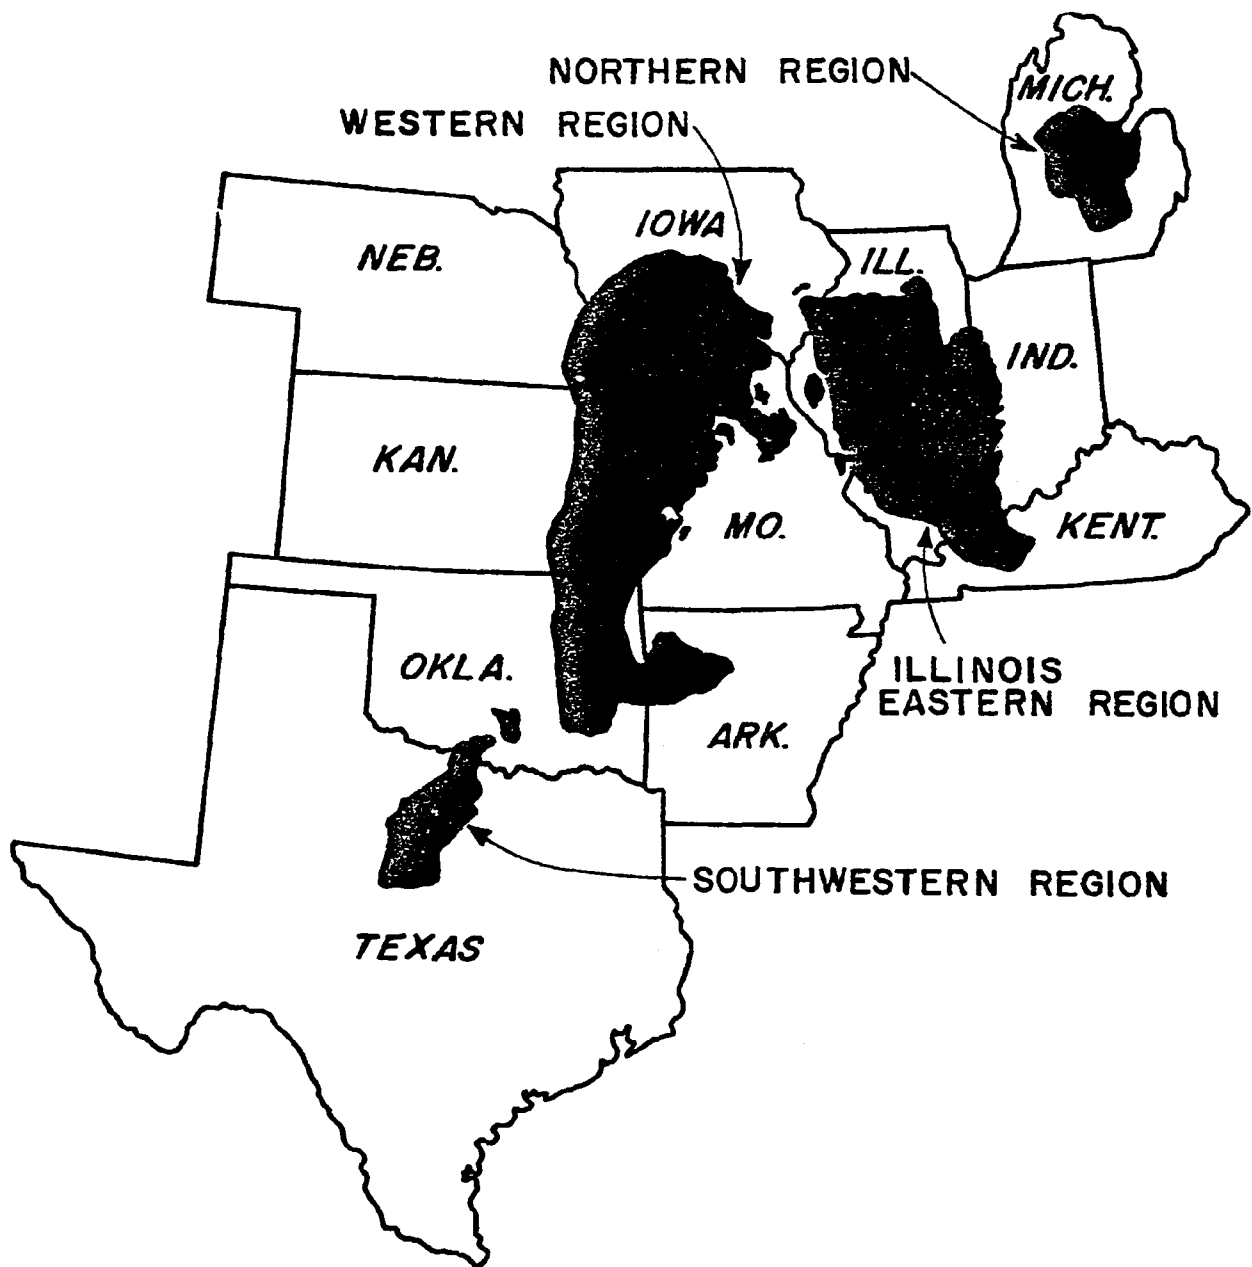 NORTHERN REGION
MICH.
WESTERN REGION
IOWA
NEB.
ILL.
IND.
KAN.
MO.
KENT.
OKLA.
ILLINOIS
EASTERN REGION
ARK.
SOUTHWESTERN REGION
TEXAS